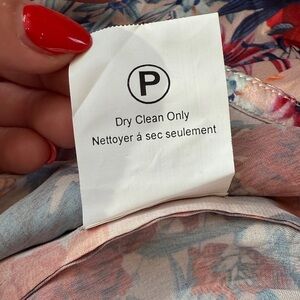 P
Dry Clean Only
Nettoyer á sec seulement